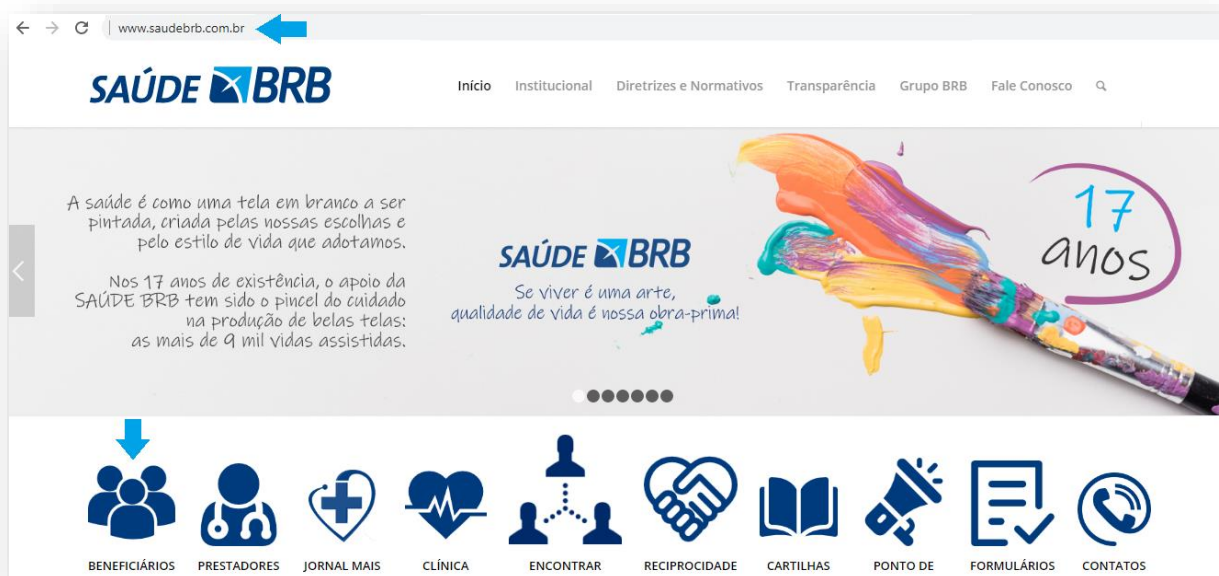 www.saudebrb.com.br
SAÚDE BRB
Início Institucional Diretrizes e Normativos Transparência Grupo BRB Fale Conosco
A saúde é como uma tela em branco a ser
pintada, criada pelas nossas escolhas e
pelo estilo de vida que adotamos.
Nos 17 anos de existência, o apoio da
SAÚDE BRB tem sido o pincel do cuidado
na produção de belas telas:
as mais de 9 mil vidas assistidas.
SAÚDE BRB
Se viver é uma arte,
qualidade de vida é nossa obra-prima!
17
anos
BENEFICIÁRIOS PRESTADORES JORNAL MAIS CLÍNICA ENCONTRAR RECIPROCIDADE CARTILHAS PONTO DE FORMULÁRIOS CONTATOS